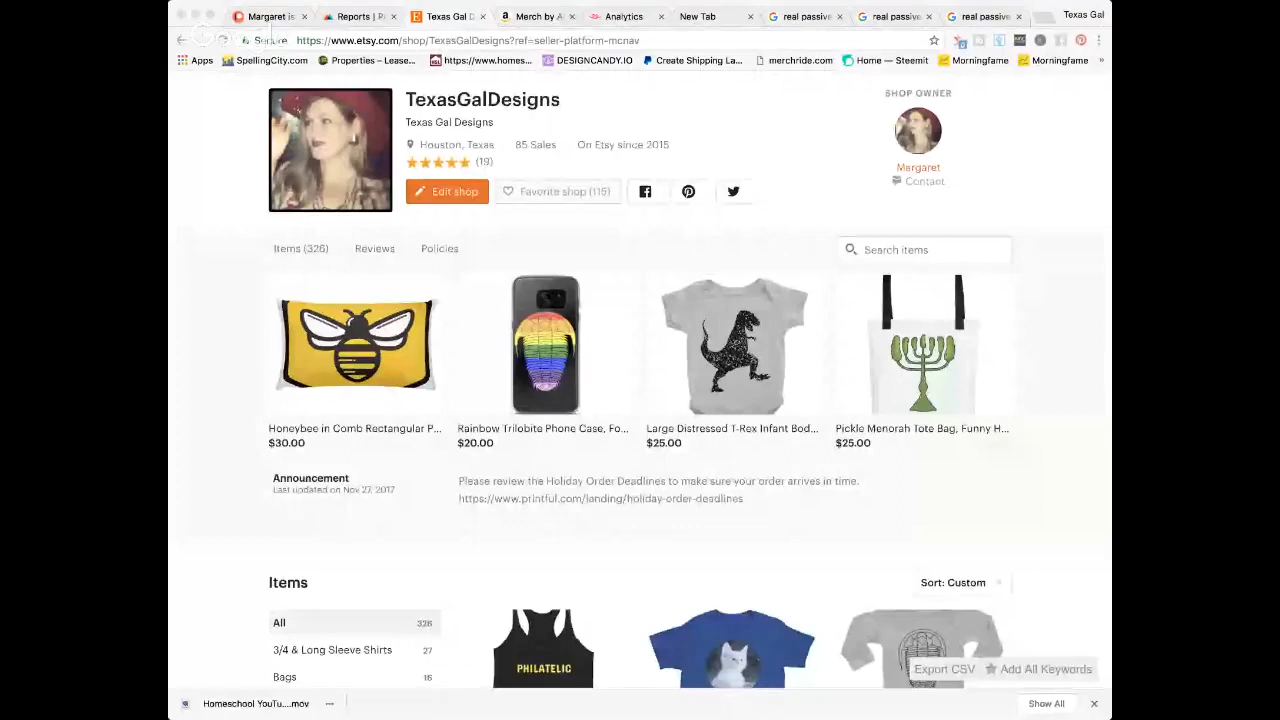 Margaret is
Reports | P
Texas Gal D
Merch by A
Analytics
New Tab
real passive
real passive
real passive
Texas Gal
Secure https://www.etsy.com/shop/TexasGalDesigns?ref=seller-platform-mcnav
Apps
SpellingCity.com
Properties – Lease...
https://www.homes...
DESIGNCANDY.IO
Create Shipping La...
merchride.com
Home — Steemit
Morningfame
Morningfame
»
TexasGalDesigns
Texas Gal Designs
Houston, Texas 85 Sales On Etsy since 2015
(19)
Edit shop
Favorite shop (115)
SHOP OWNER
Margaret
Contact
Items (326)
Reviews
Policies
Search items
Honeybee in Comb Rectangular P...
$30.00
Rainbow Trilobite Phone Case, Fo...
$20.00
Large Distressed T-Rex Infant Bod...
$25.00
Pickle Menorah Tote Bag, Funny H...
$25.00
Announcement
Last updated on Nov 27, 2017
Please review the Holiday Order Deadlines to make sure your order arrives in time.
https://www.printful.com/landing/holiday-order-deadlines
Items
Sort: Custom
All 326
3/4 & Long Sleeve Shirts 27
Bags 16
PHILATELIC
Export CSV
Add All Keywords
Homeschool YouTu....mov
Show All